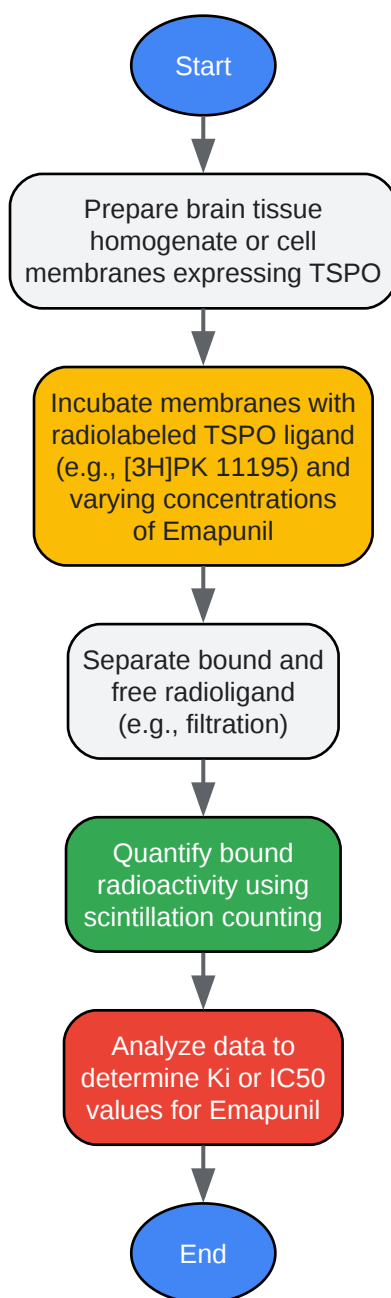 Start
Prepare brain tissue
homogenate or cell
membranes expressing TSPO
Incubate membranes with
radiolabeled TSPO ligand
(e.g., [3H]PK 11195) and
varying concentrations
of Emapunil
Separate bound and
free radioligand
(e.g., filtration)
Quantify bound
radioactivity using
scintillation counting
Analyze data to
determine Ki or IC50
values for Emapunil
End